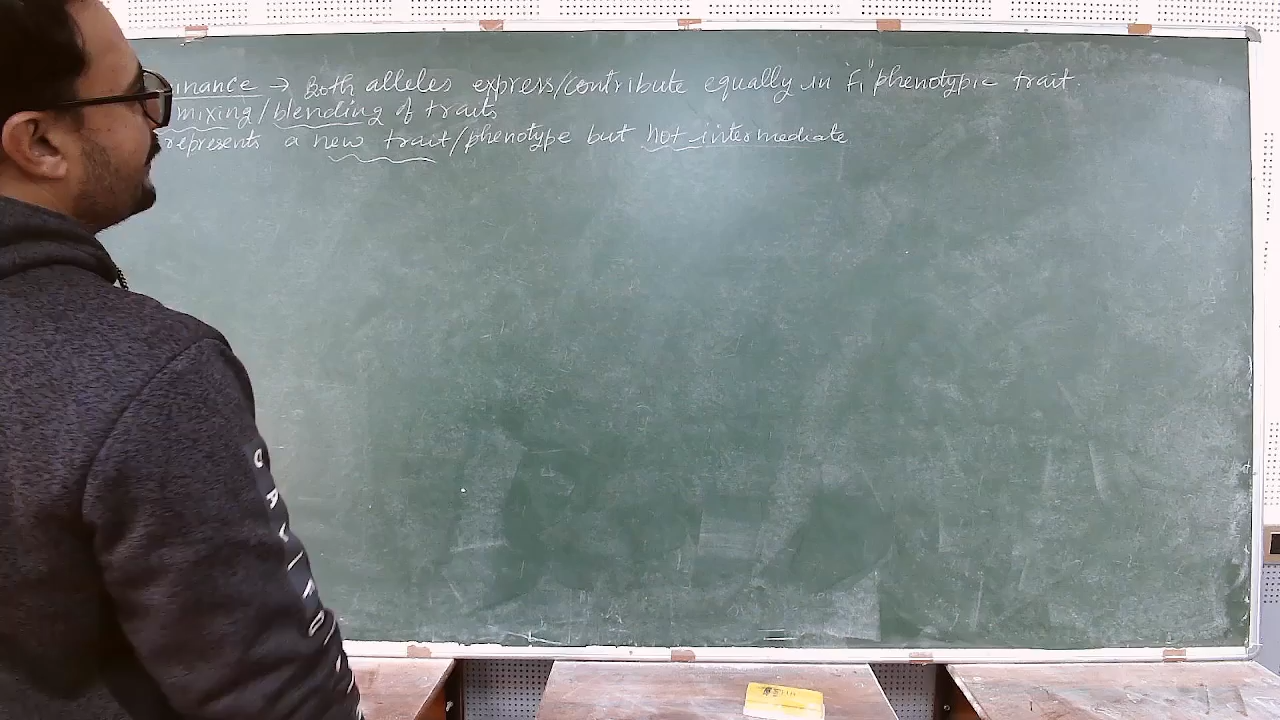 inance → Both alleles express/contribute equally in "F1" phenotypic trait.
mixing/blending of traits
represents a new trait/phenotype but not intermediate